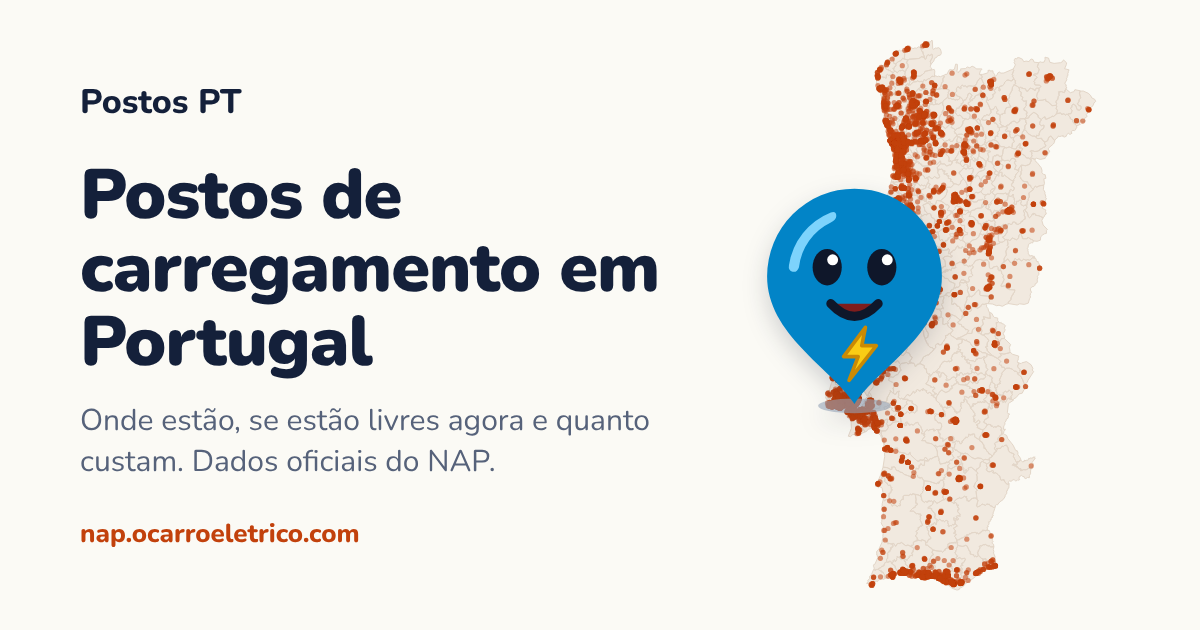 Postos PT
Postos de
carregamento em
Portugal
Onde estão, se estão livres agora e quanto
custam. Dados oficiais do NAP.
nap.ocarroeletrico.com